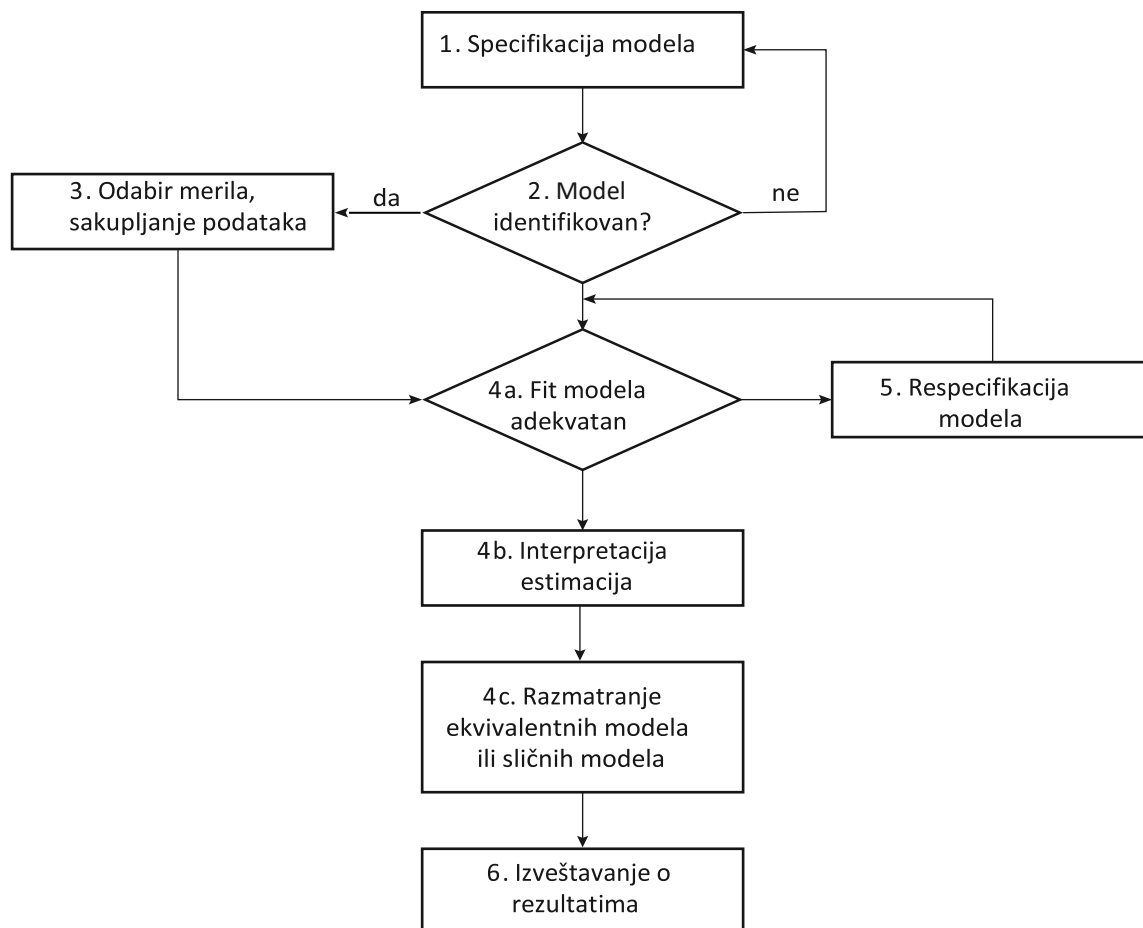 1. Specifikacija modela
2. Model
identifikovan?
ne
da
3. Odabir merila,
sakupljanje podataka
4a. Fit modela
adekvatan
5. Respecifikacija
modela
4b. Interpretacija
estimacija
4c. Razmatranje
ekvivalentnih modela
ili sličnih modela
6. Izveštavanje o
rezultatima